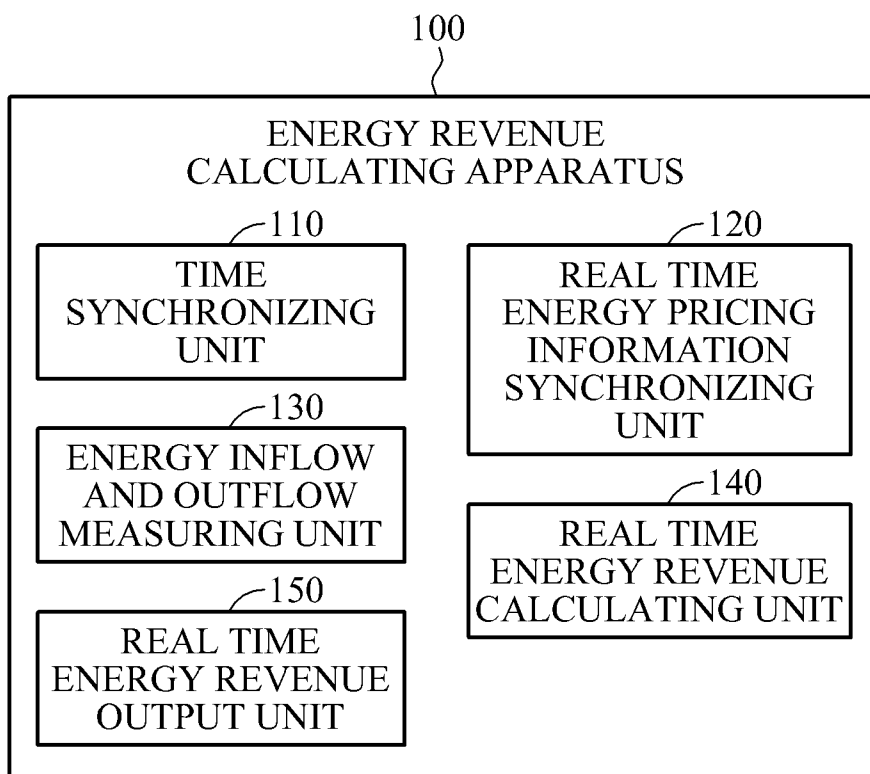 100
ENERGY REVENUE
CALCULATING APPARATUS
110
TIME
SYNCHRONIZING
UNIT
120
REAL TIME
ENERGY PRICING
INFORMATION
SYNCHRONIZING
UNIT
130
ENERGY INFLOW
AND OUTFLOW
MEASURING UNIT
140
REAL TIME
ENERGY REVENUE
CALCULATING UNIT
150
REAL TIME
ENERGY REVENUE
OUTPUT UNIT